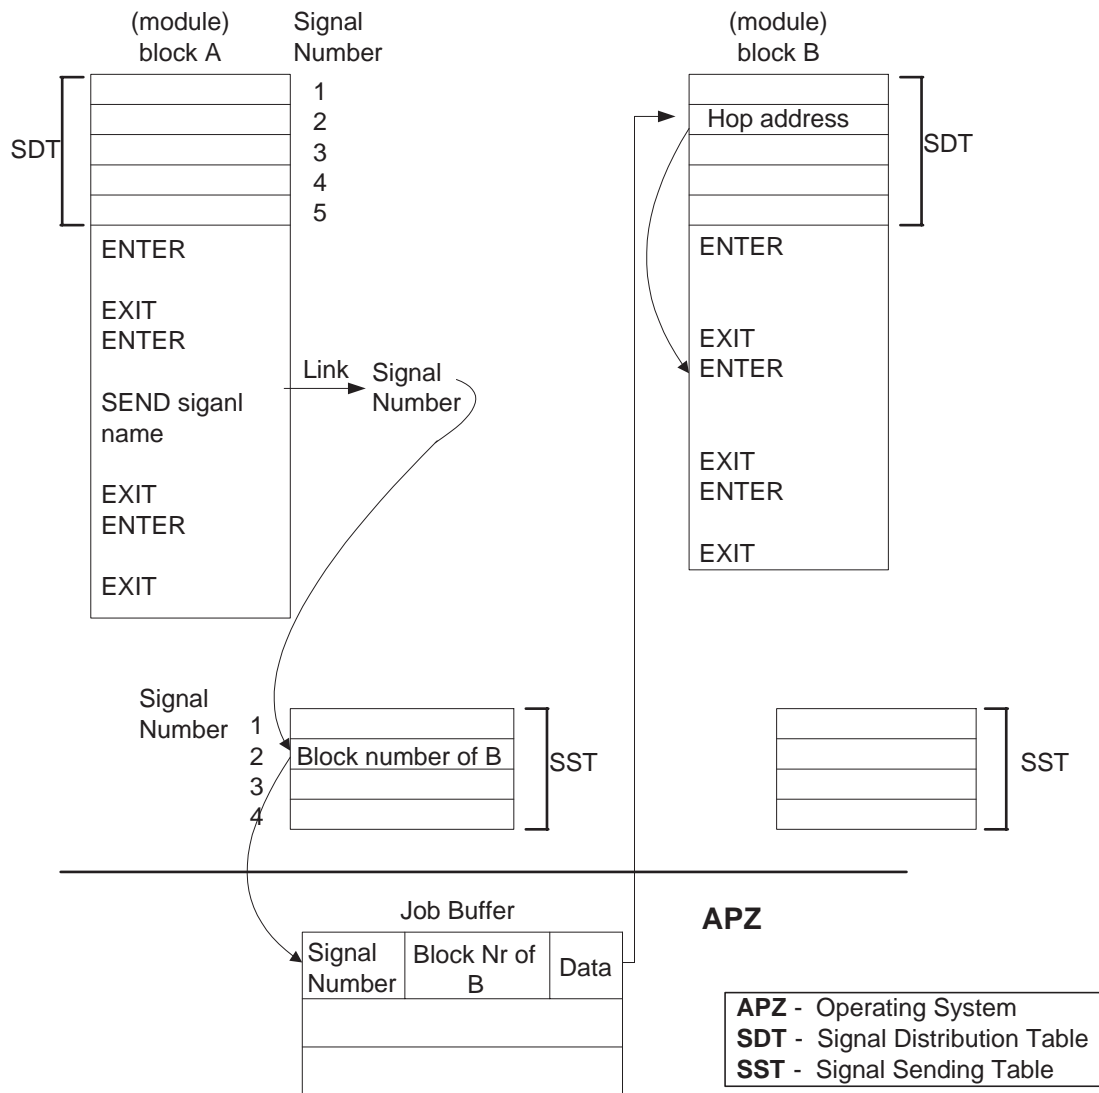 (module)
block A
Signal
Number
(module)
block B
SDT
1
2
3
4
5
Hop address
SDT
ENTER
EXIT
ENTER
SEND siganl
name
EXIT
ENTER
EXIT
Link
Signal
Number
ENTER
EXIT
ENTER
EXIT
ENTER
EXIT
Signal
Number
1
2
3
4
Block number of B
SST
SST
Job Buffer
APZ
Signal
Number
Block Nr of
B
Data
APZ - Operating System
SDT - Signal Distribution Table
SST - Signal Sending Table